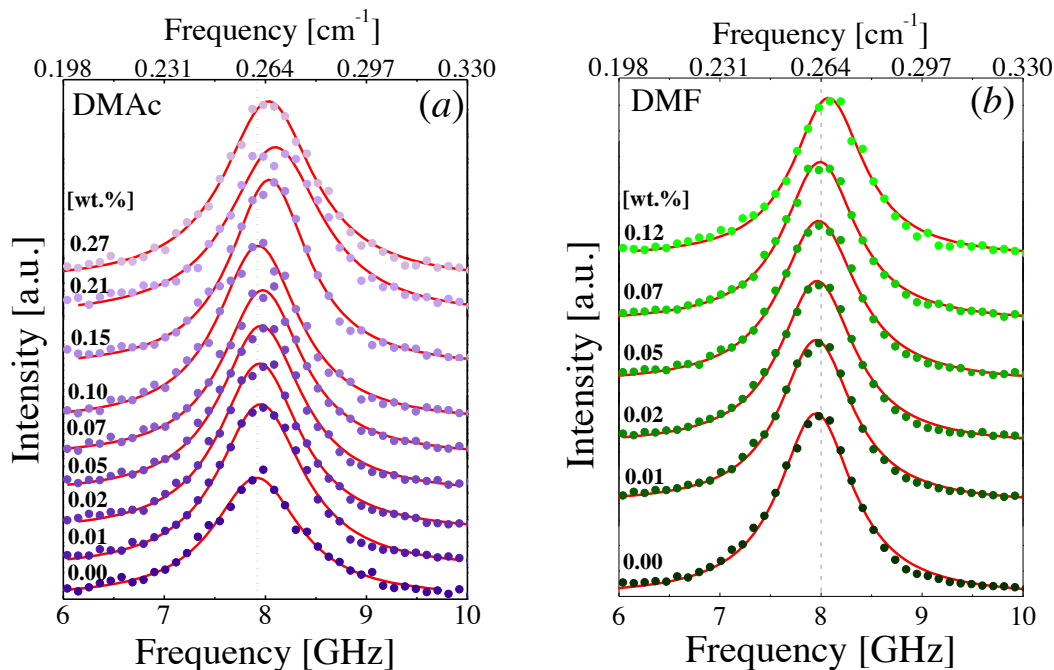 Frequency [cm-1]
0.198 0.231 0.264 0.297 0.330
DMAc
(a)
[wt.%]
0.27
0.21
0.15
0.10
0.07
0.05
0.02
0.01
0.00
Intensity [a.u.]
6 7 8 9 10
Frequency [GHz]
Frequency [cm-1]
0.198 0.231 0.264 0.297 0.330
DMF
(b)
[wt.%]
0.12
0.07
0.05
0.02
0.01
0.00
Intensity [a.u.]
6 7 8 9 10
Frequency [GHz]